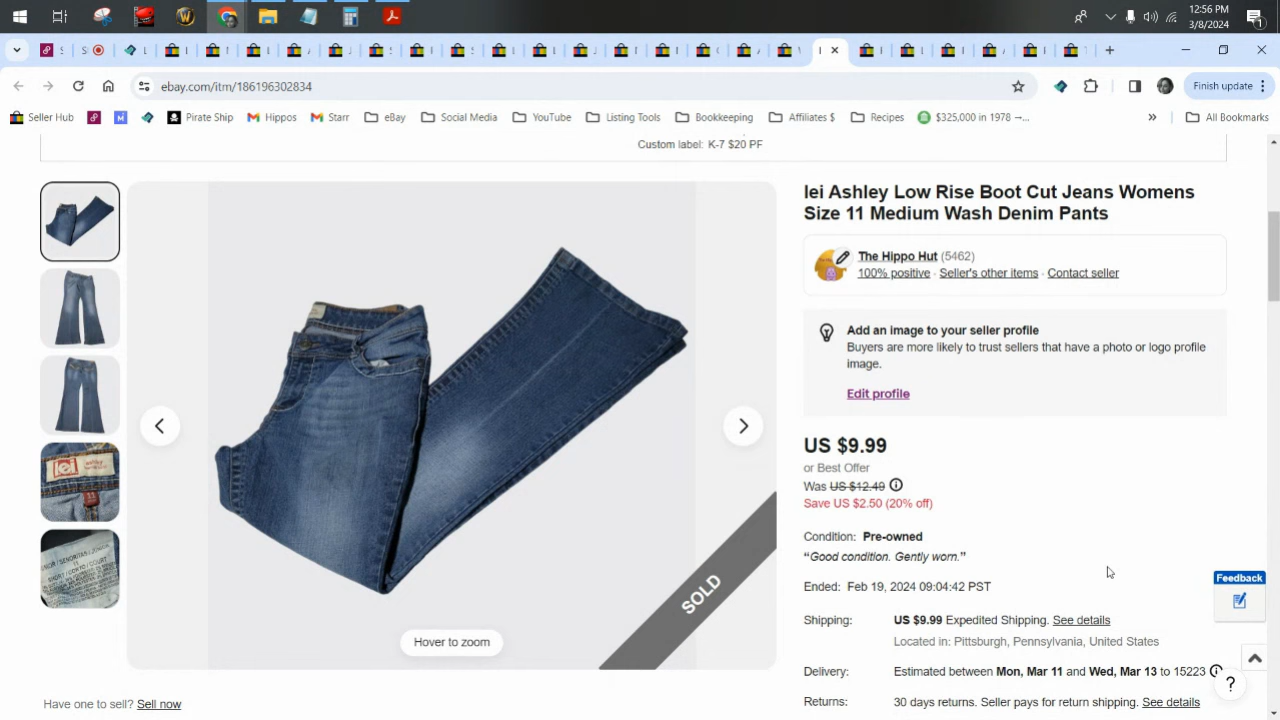 12:56 PM
3/8/2024
ebay.com/itm/186196302834
Finish update
Seller Hub
Pirate Ship
Hippos
Starr
eBay
Social Media
YouTube
Listing Tools
Bookkeeping
Affiliates $
Recipes
$325,000 in 1978 →...
»
All Bookmarks
Custom label: K-7 $20 PF
lei Ashley Low Rise Boot Cut Jeans Womens
Size 11 Medium Wash Denim Pants
The Hippo Hut (5462)
100% positive · Seller's other items · Contact seller
Add an image to your seller profile
Buyers are more likely to trust sellers that have a photo or logo profile
image.
Edit profile
US $9.99
or Best Offer
Was US $12.49
Save US $2.50 (20% off)
Condition: Pre-owned
“Good condition. Gently worn.”
Ended: Feb 19, 2024 09:04:42 PST
Shipping: US $9.99 Expedited Shipping. See details
Located in: Pittsburgh, Pennsylvania, United States
Delivery: Estimated between Mon, Mar 11 and Wed, Mar 13 to 15223
Returns: 30 days returns. Seller pays for return shipping. See details
Feedback
?
SOLD
Hover to zoom
lei
ashley
11
Have one to sell? Sell now